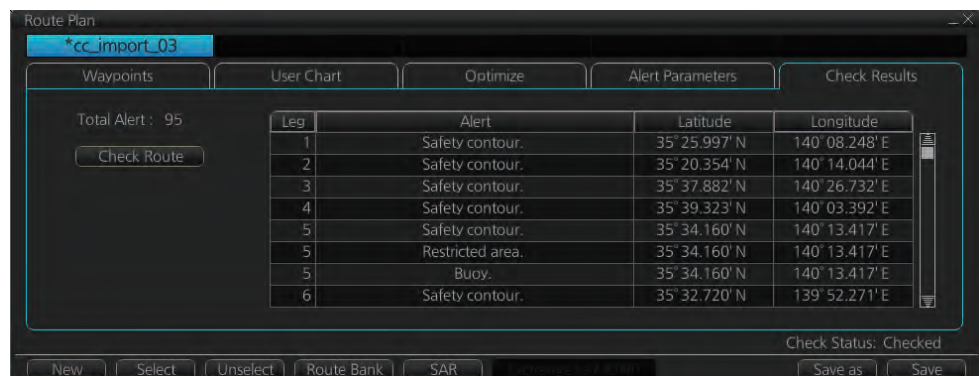 Route Plan
*cc_import_03
Waypoints User Chart Optimize Alert Parameters Check Results
Total Alert : 95
Check Route
Leg Alert Latitude Longitude
1 Safety contour. 35°25.997' N 140°08.248' E
2 Safety contour. 35°20.354' N 140°14.044' E
3 Safety contour. 35°37.882' N 140°26.732' E
4 Safety contour. 35°39.323' N 140°03.392' E
5 Safety contour. 35°34.160' N 140°13.417' E
5 Restricted area. 35°34.160' N 140°13.417' E
5 Buoy. 35°34.160' N 140°13.417' E
6 Safety contour. 35°32.720' N 139°52.271' E
Check Status: Checked
New Select Unselect Route Bank SAR Save as Save